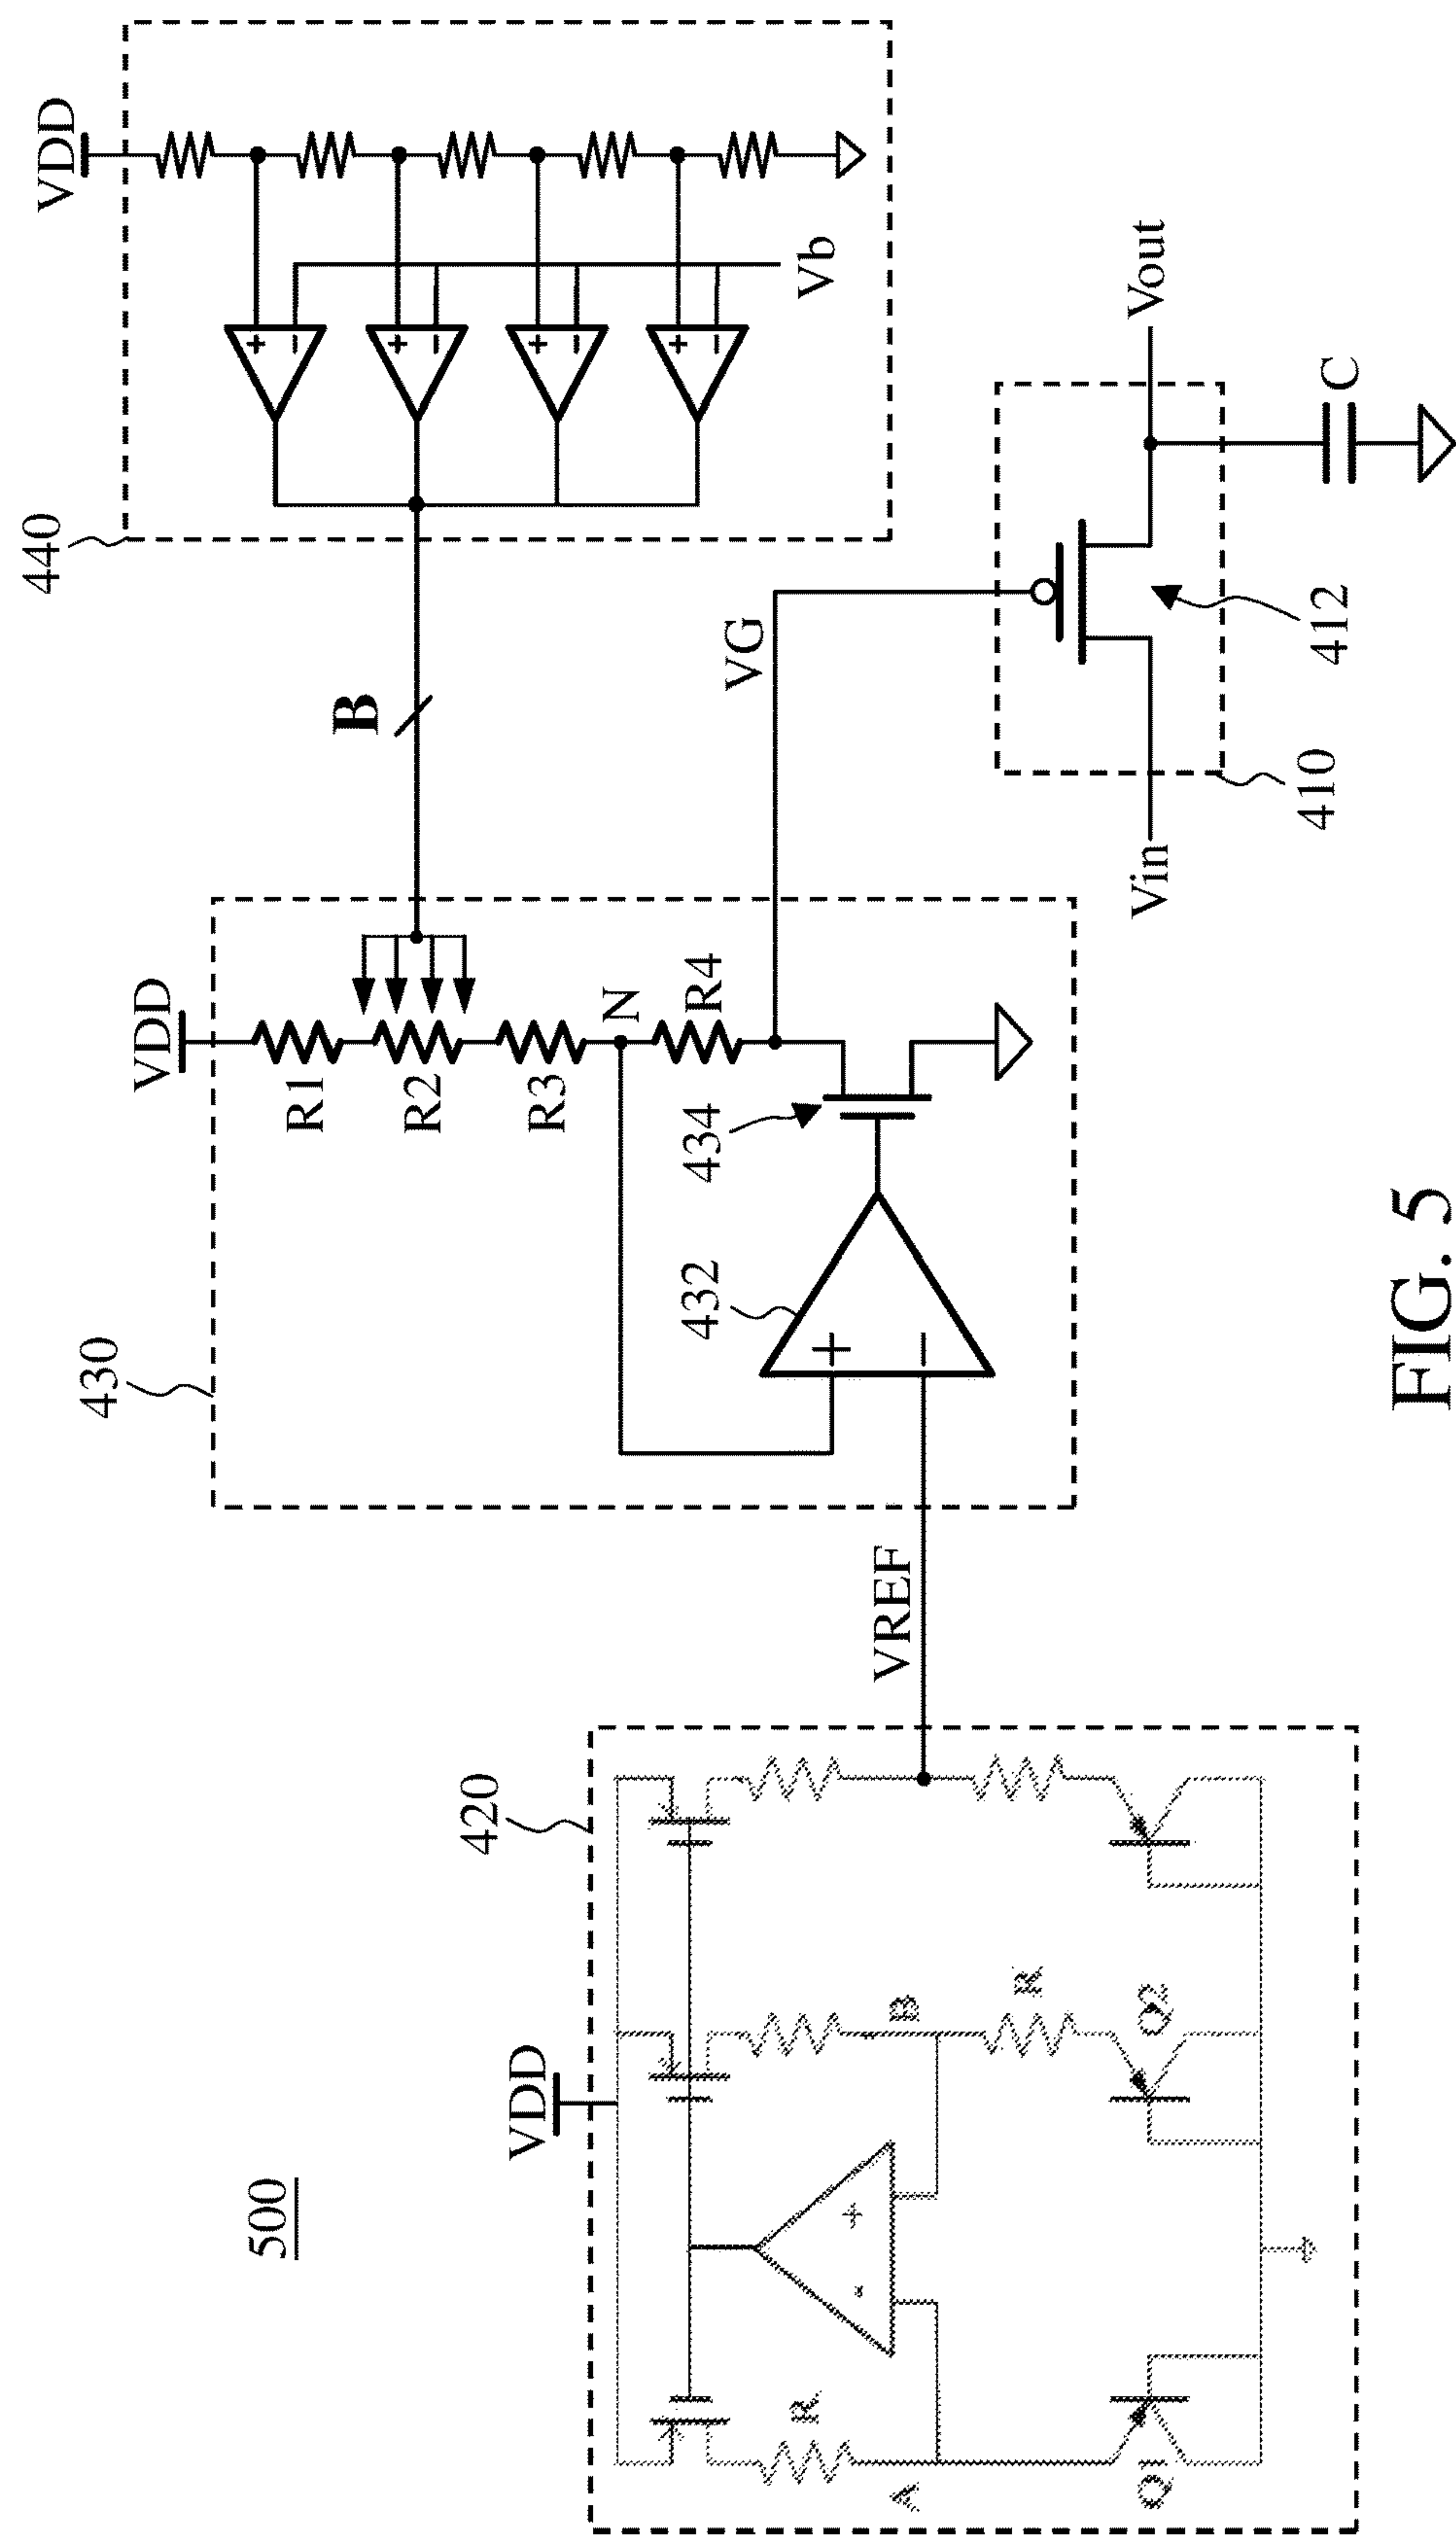 500
VDD
420
R
A
Q1
-
+
B
R
Q2
VREF
430
VDD
R1
R2
R3
N
R4
432
+
−
434
VG
B
440
VDD
+
−
+
−
+
−
+
−
Vb
Vin
Vout
410
412
C
FIG. 5